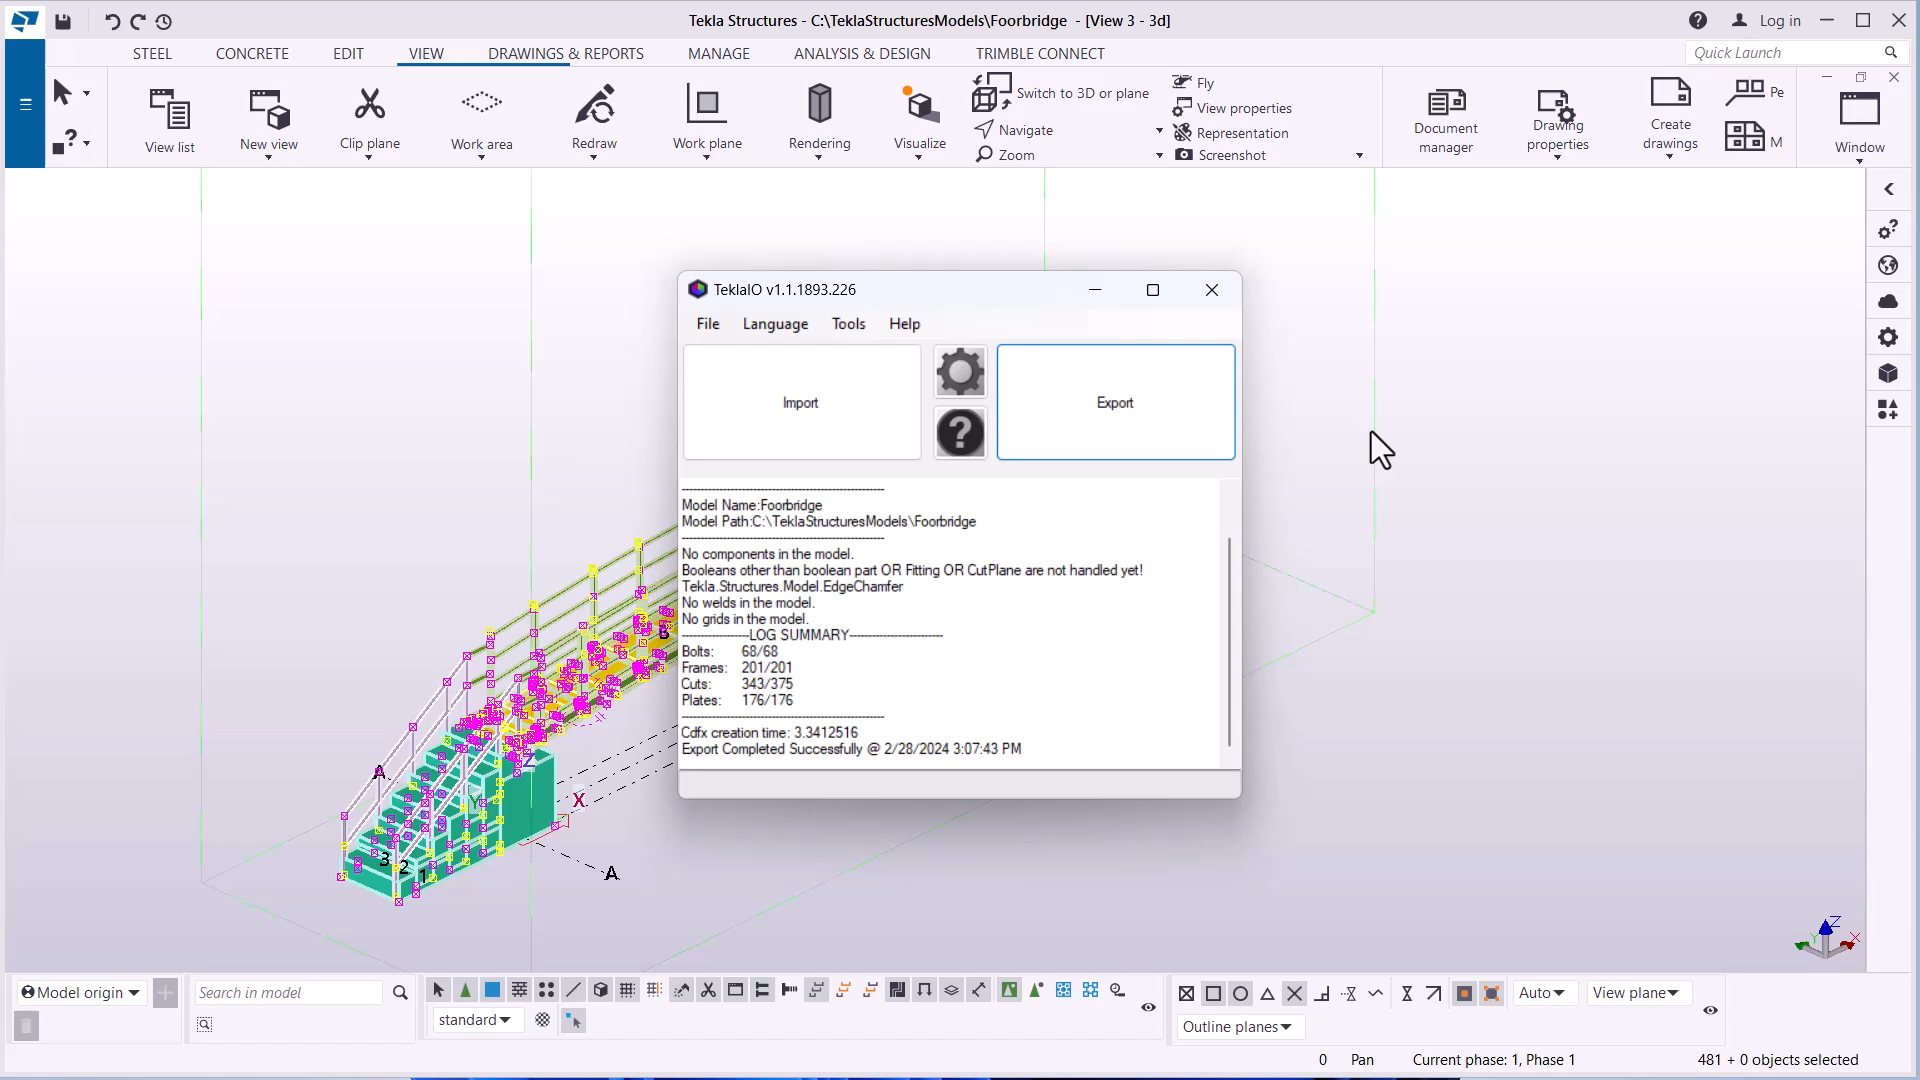 Tekla Structures - C:\TeklaStructuresModels\Foorbridge - [View 3 - 3d]
Log in
STEEL CONCRETE EDIT VIEW DRAWINGS & REPORTS MANAGE ANALYSIS & DESIGN TRIMBLE CONNECT
Quick Launch
View list
New view
Clip plane
Work area
Redraw
Work plane
Rendering
Visualize
Switch to 3D or plane
Navigate
Zoom
Fly
View properties
Representation
Screenshot
Document
manager
Drawing
properties
Create
drawings
Pe
M
Window
TeklaIO v1.1.1893.226
File Language Tools Help
Import
Export
Model Name:Foorbridge
Model Path:C:\TeklaStructuresModels\Foorbridge
No components in the model.
Booleans other than boolean part OR Fitting OR CutPlane are not handled yet!
Tekla.Structures.Model.EdgeChamfer
No welds in the model.
No grids in the model.
------------------LOG SUMMARY-------------------------
Bolts: 68/68
Frames: 201/201
Cuts: 343/375
Plates: 176/176
Cdfx creation time: 3.3412516
Export Completed Successfully @ 2/28/2024 3:07:43 PM
B
A
Z
Y
X
3
2
1
A
Z
Y
X
Model origin
Search in model
standard
Auto
View plane
Outline planes
0 Pan Current phase: 1, Phase 1 481 + 0 objects selected